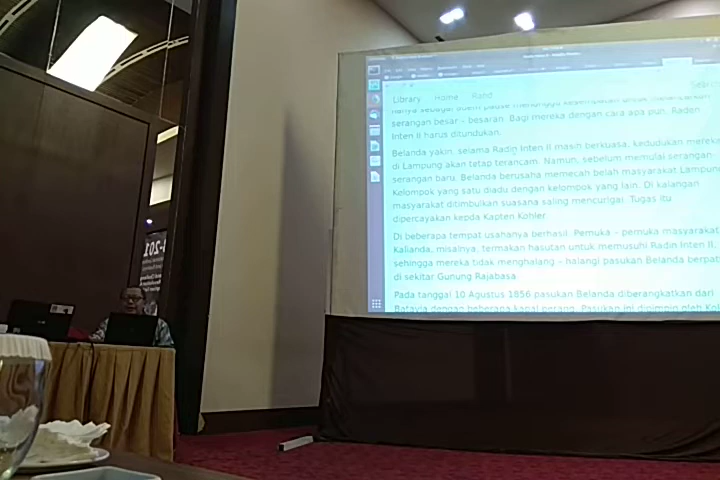 Library Home Rand
serangan besar – besaran. Bagi mereka dengan cara apa pun, Raden
Inten II harus ditundukan.
Belanda yakin, selama Radin Inten II masih berkuasa, kedudukan mereka
di Lampung akan tetap terancam. Namun, sebelum memulai serangan
serangan baru. Belanda berusaha memecah belah masyarakat Lampung
Kelompok yang satu diadu dengan kelompok yang lain. Di kalangan
masyarakat ditimbulkan suasana saling mencurigai. Tugas itu
dipercayakan kepda Kapten Kohler.
Di beberapa tempat usahanya berhasil. Pemuka – pemuka masyarakat
Kalianda, misalnya, termakan hasutan untuk memusuhi Radin Inten II,
sehingga mereka tidak menghalang – halangi pasukan Belanda
di sekitar Gunung Rajabasa.
Pada tanggal 10 Agustus 1856 pasukan Belanda diberangkatkan dari
Batavia dengan beberapa kapal perang. Pasukan ini dipimpin oleh